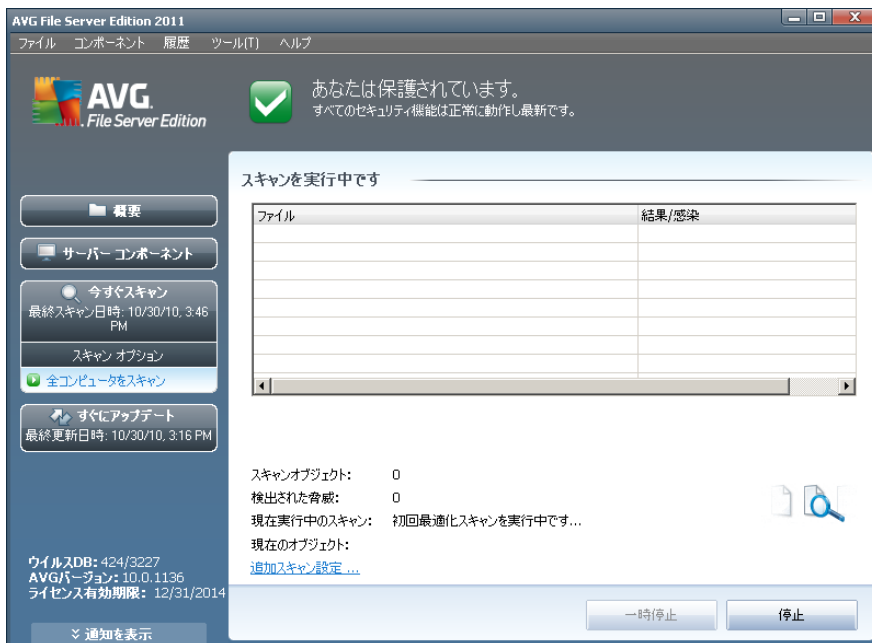 AVG File Server Edition 2011
ファイル コンポーネント 履歴 ツール(T) ヘルプ
AVG.
File Server Edition
あなたは保護されています。
すべてのセキュリティ機能は正常に動作し最新です。
概要
サーバー コンポーネント
今すぐスキャン
最終スキャン日時: 10/30/10, 3:46
PM
スキャン オプション
全コンピュータをスキャン
すぐにアップデート
最終更新日時: 10/30/10, 3:16 PM
ウイルスDB: 424/3227
AVGバージョン: 10.0.1136
ライセンス有効期限: 12/31/2014
通知を表示
スキャンを実行中です
ファイル 結果/感染
スキャンオブジェクト: 0
検出された脅威: 0
現在実行中のスキャン: 初回最適化スキャンを実行中です...
現在のオブジェクト:
追加スキャン設定 ...
一時停止 停止